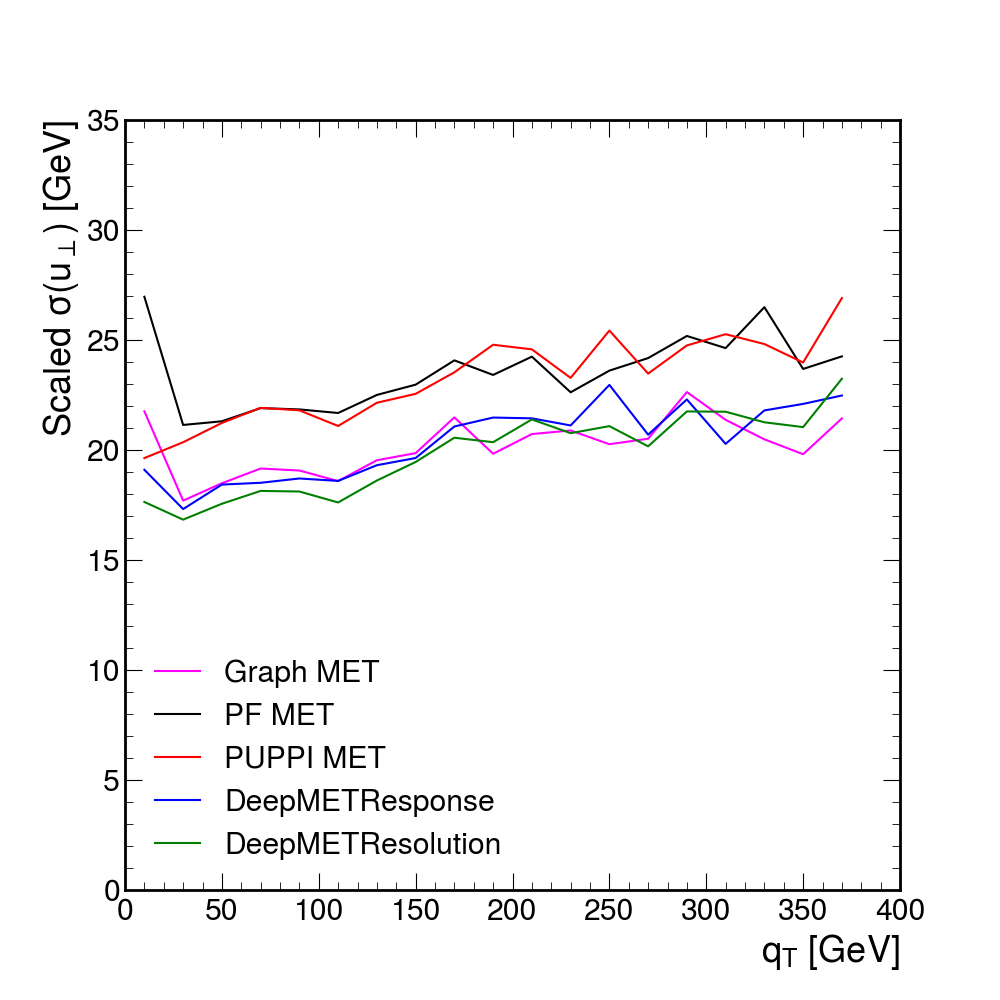 Scaled σ(u⊥) [GeV]
35
30
25
20
15
10
5
0
Graph MET
PF MET
PUPPI MET
DeepMETResponse
DeepMETResolution
0 50 100 150 200 250 300 350 400
qT [GeV]